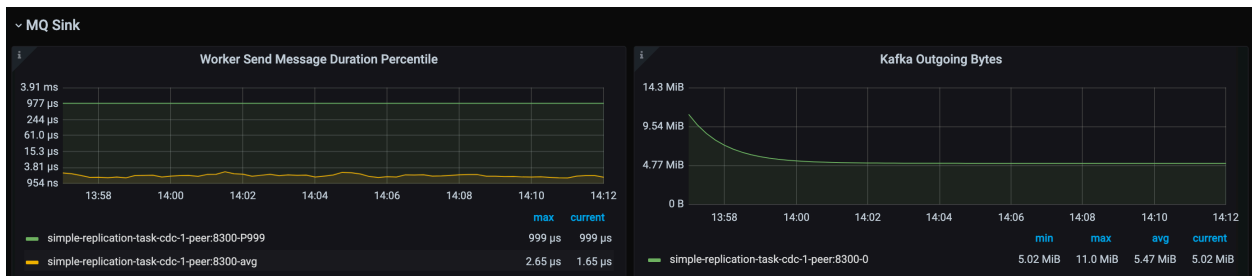 MQ Sink
i
Worker Send Message Duration Percentile
3.91 ms
977 µs
244 µs
61.0 µs
15.3 µs
3.81 µs
954 ns
13:58 14:00 14:02 14:04 14:06 14:08 14:10 14:12
max current
simple-replication-task-cdc-1-peer:8300-P999 999 µs 999 µs
simple-replication-task-cdc-1-peer:8300-avg 2.65 µs 1.65 µs
i
Kafka Outgoing Bytes
14.3 MiB
9.54 MiB
4.77 MiB
0 B
13:58 14:00 14:02 14:04 14:06 14:08 14:10 14:12
min max avg current
simple-replication-task-cdc-1-peer:8300-0 5.02 MiB 11.0 MiB 5.47 MiB 5.02 MiB